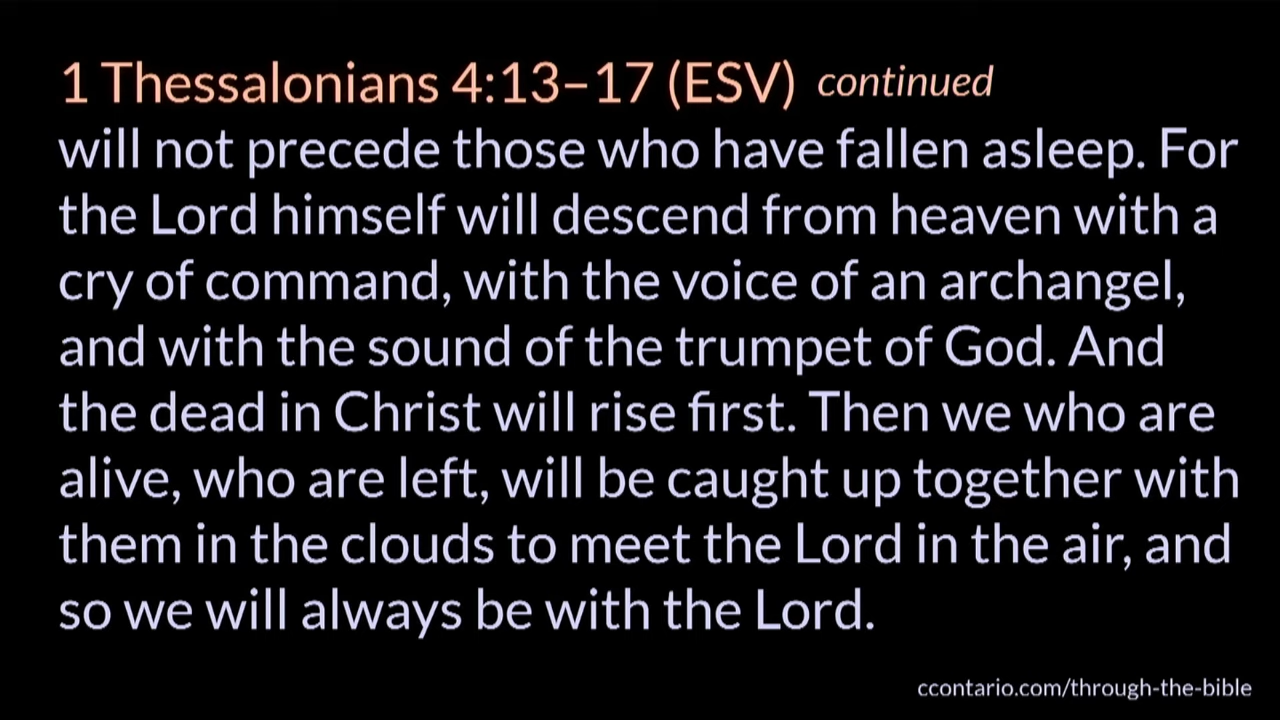 1 Thessalonians 4:13–17 (ESV) continued
will not precede those who have fallen asleep. For
the Lord himself will descend from heaven with a
cry of command, with the voice of an archangel,
and with the sound of the trumpet of God. And
the dead in Christ will rise first. Then we who are
alive, who are left, will be caught up together with
them in the clouds to meet the Lord in the air, and
so we will always be with the Lord.
ccontario.com/through-the-bible